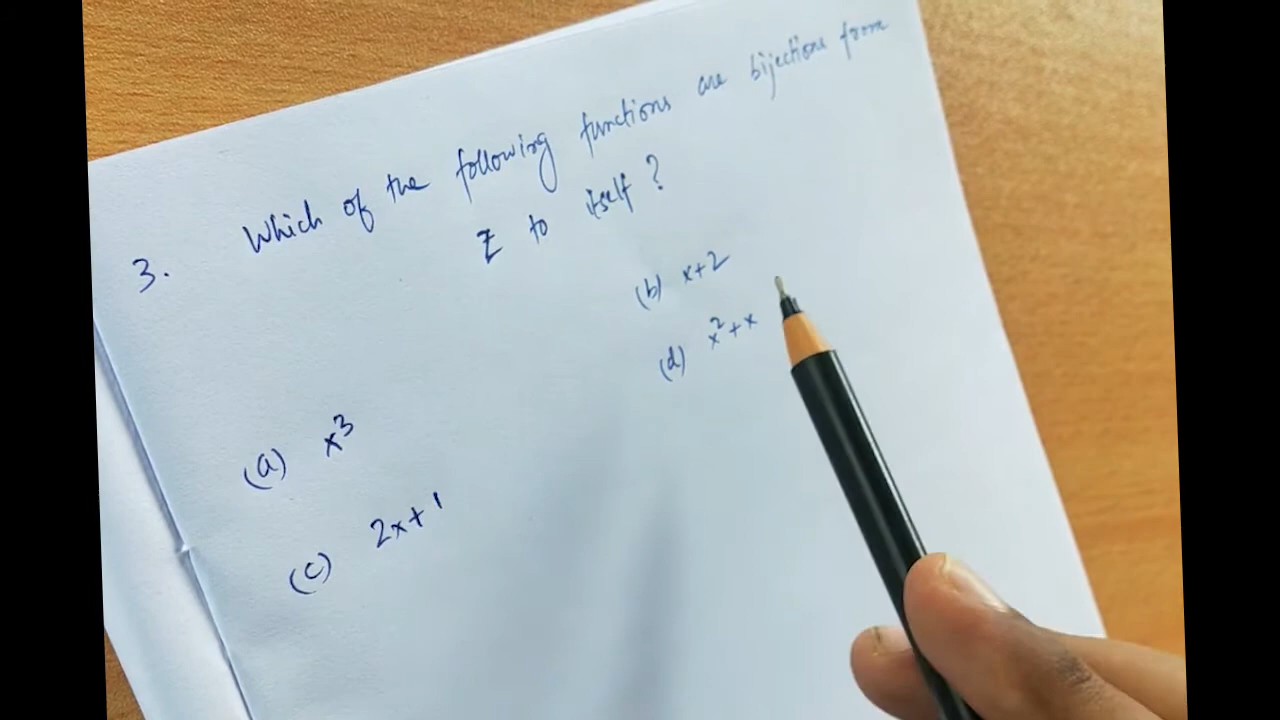 3. Which of the following functions are bijections from
Z to itself?
(a) x³ (b) x+2
(c) 2x+1 (d) x²+x